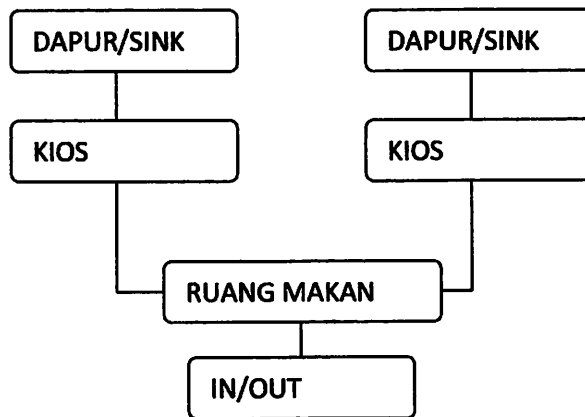 DAPUR/SINK
DAPUR/SINK
KIOS
KIOS
RUANG MAKAN
IN/OUT